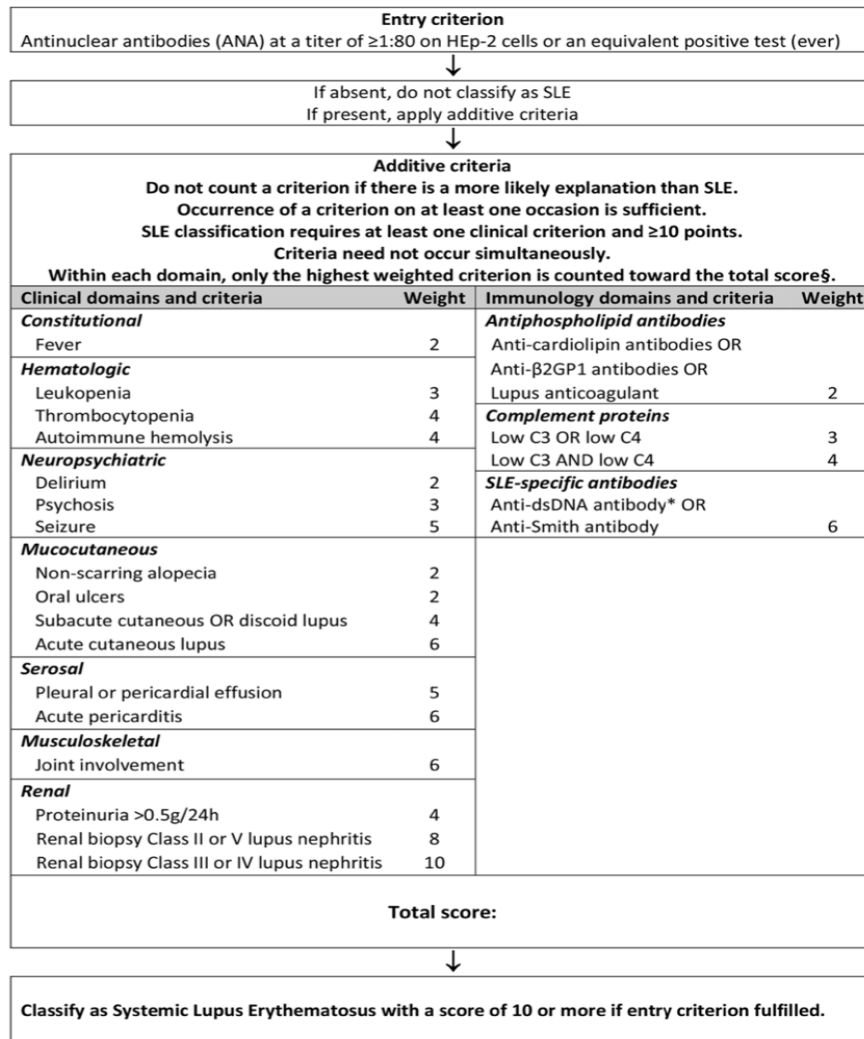 Entry criterion
Antinuclear antibodies (ANA) at a titer of ≥1:80 on HEp-2 cells or an equivalent positive test (ever)
↓
If absent, do not classify as SLE
If present, apply additive criteria
↓
Additive criteria
Do not count a criterion if there is a more likely explanation than SLE.
Occurrence of a criterion on at least one occasion is sufficient.
SLE classification requires at least one clinical criterion and ≥10 points.
Criteria need not occur simultaneously.
Within each domain, only the highest weighted criterion is counted toward the total score§.
Clinical domains and criteria Weight
Constitutional
Fever 2
Hematologic
Leukopenia 3
Thrombocytopenia 4
Autoimmune hemolysis 4
Neuropsychiatric
Delirium 2
Psychosis 3
Seizure 5
Mucocutaneous
Non-scarring alopecia 2
Oral ulcers 2
Subacute cutaneous OR discoid lupus 4
Acute cutaneous lupus 6
Serosal
Pleural or pericardial effusion 5
Acute pericarditis 6
Musculoskeletal
Joint involvement 6
Renal
Proteinuria >0.5g/24h 4
Renal biopsy Class II or V lupus nephritis 8
Renal biopsy Class III or IV lupus nephritis 10
Immunology domains and criteria Weight
Antiphospholipid antibodies
Anti-cardiolipin antibodies OR
Anti-β2GP1 antibodies OR
Lupus anticoagulant 2
Complement proteins
Low C3 OR low C4 3
Low C3 AND low C4 4
SLE-specific antibodies
Anti-dsDNA antibody* OR
Anti-Smith antibody 6
Total score:
↓
Classify as Systemic Lupus Erythematosus with a score of 10 or more if entry criterion fulfilled.